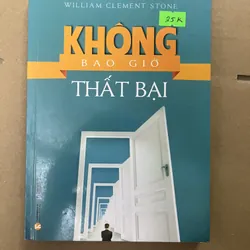 WILLIAM CLEMENT STONE
25K
KHÔNG
BAO GIỜ
THẤT BẠI